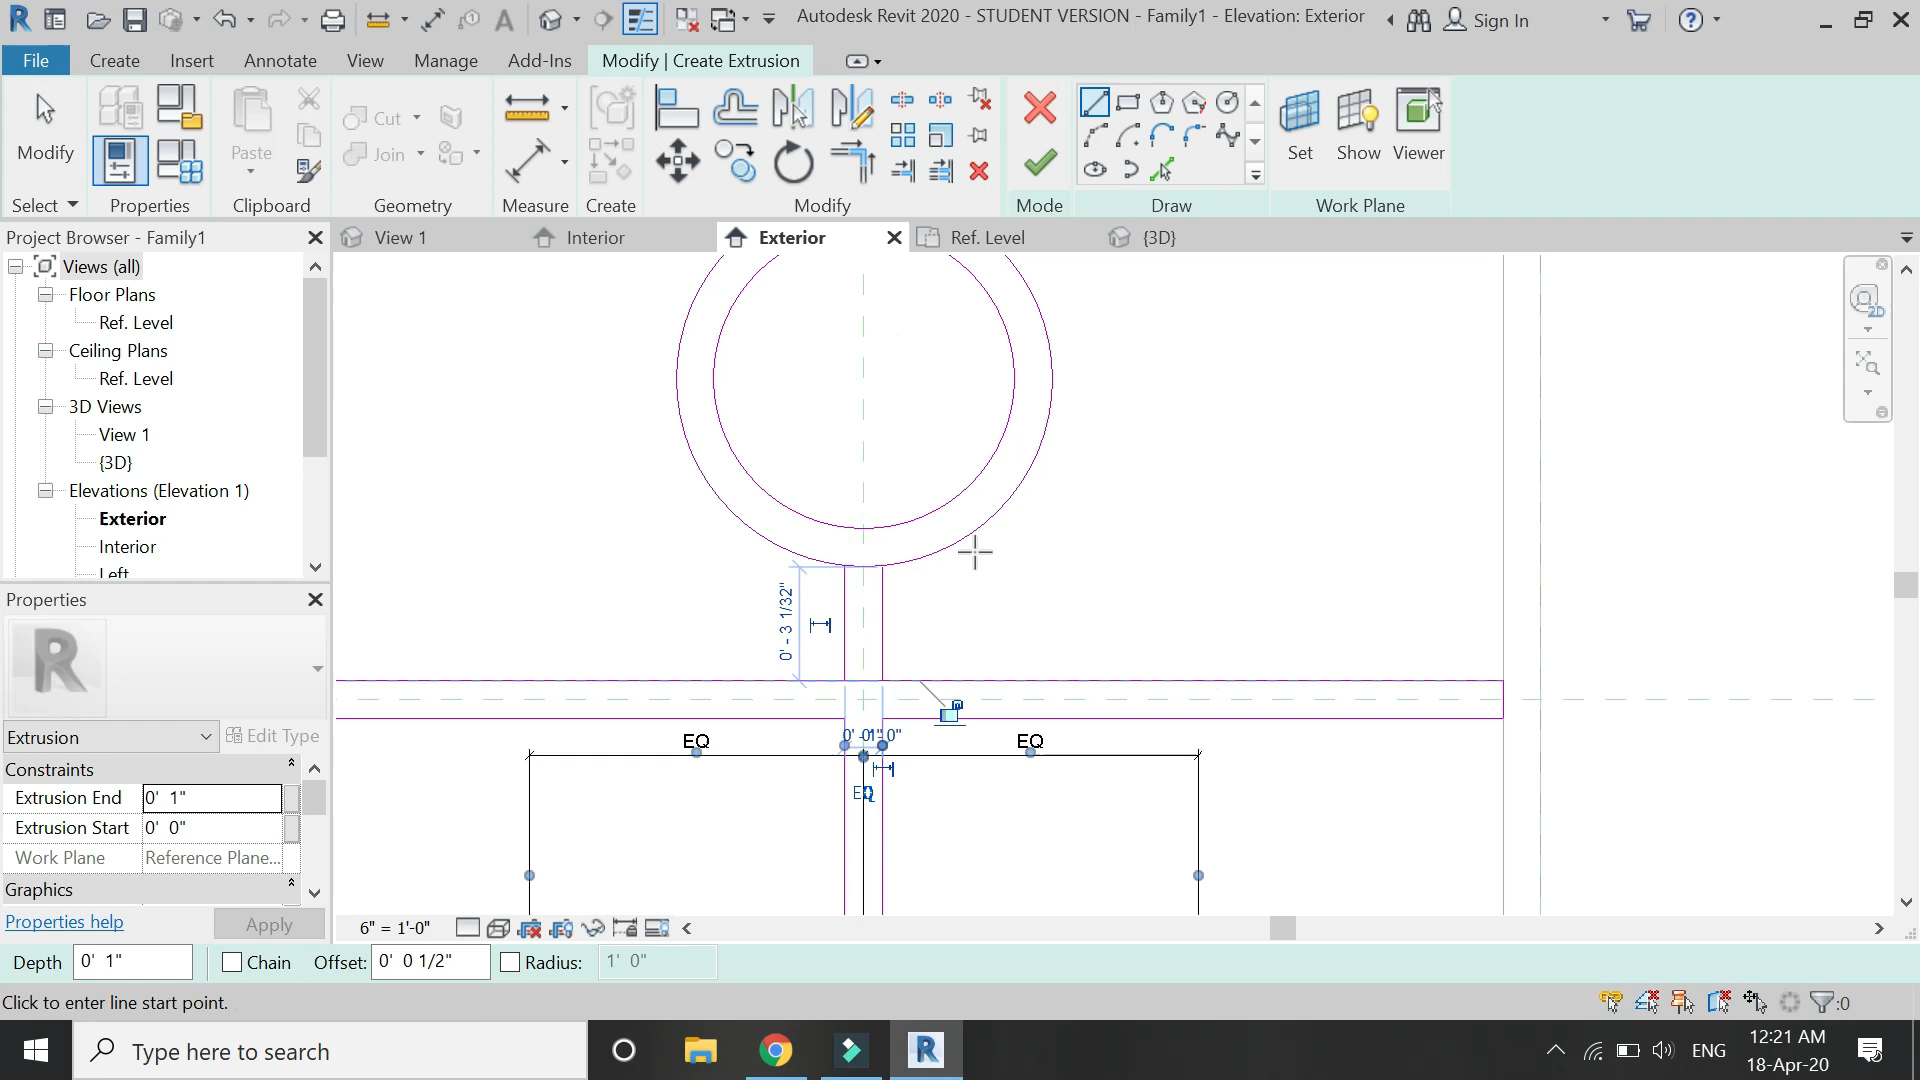 Autodesk Revit 2020 - STUDENT VERSION - Family1 - Elevation: Exterior
Sign In
File
Create
Insert
Annotate
View
Manage
Add-Ins
Modify | Create Extrusion
Modify
Paste
Cut
Join
Set
Show
Viewer
Select
Properties
Clipboard
Geometry
Measure
Create
Modify
Mode
Draw
Work Plane
Project Browser - Family1
View 1
Interior
Exterior
Ref. Level
{3D}
Views (all)
Floor Plans
Ref. Level
Ceiling Plans
Ref. Level
3D Views
View 1
{3D}
Elevations (Elevation 1)
Exterior
Interior
Left
2D
0' - 3 1/32"
EQ
EQ
EQ
Properties
Extrusion
Edit Type
Constraints
Extrusion End
0' 1"
Extrusion Start
0' 0"
Work Plane
Reference Plane...
Graphics
Properties help
Apply
6" = 1'-0"
Depth
0' 1"
Chain
Offset:
0' 0 1/2"
Radius:
1' 0"
Click to enter line start point.
:0
Type here to search
ENG
12:21 AM
18-Apr-20